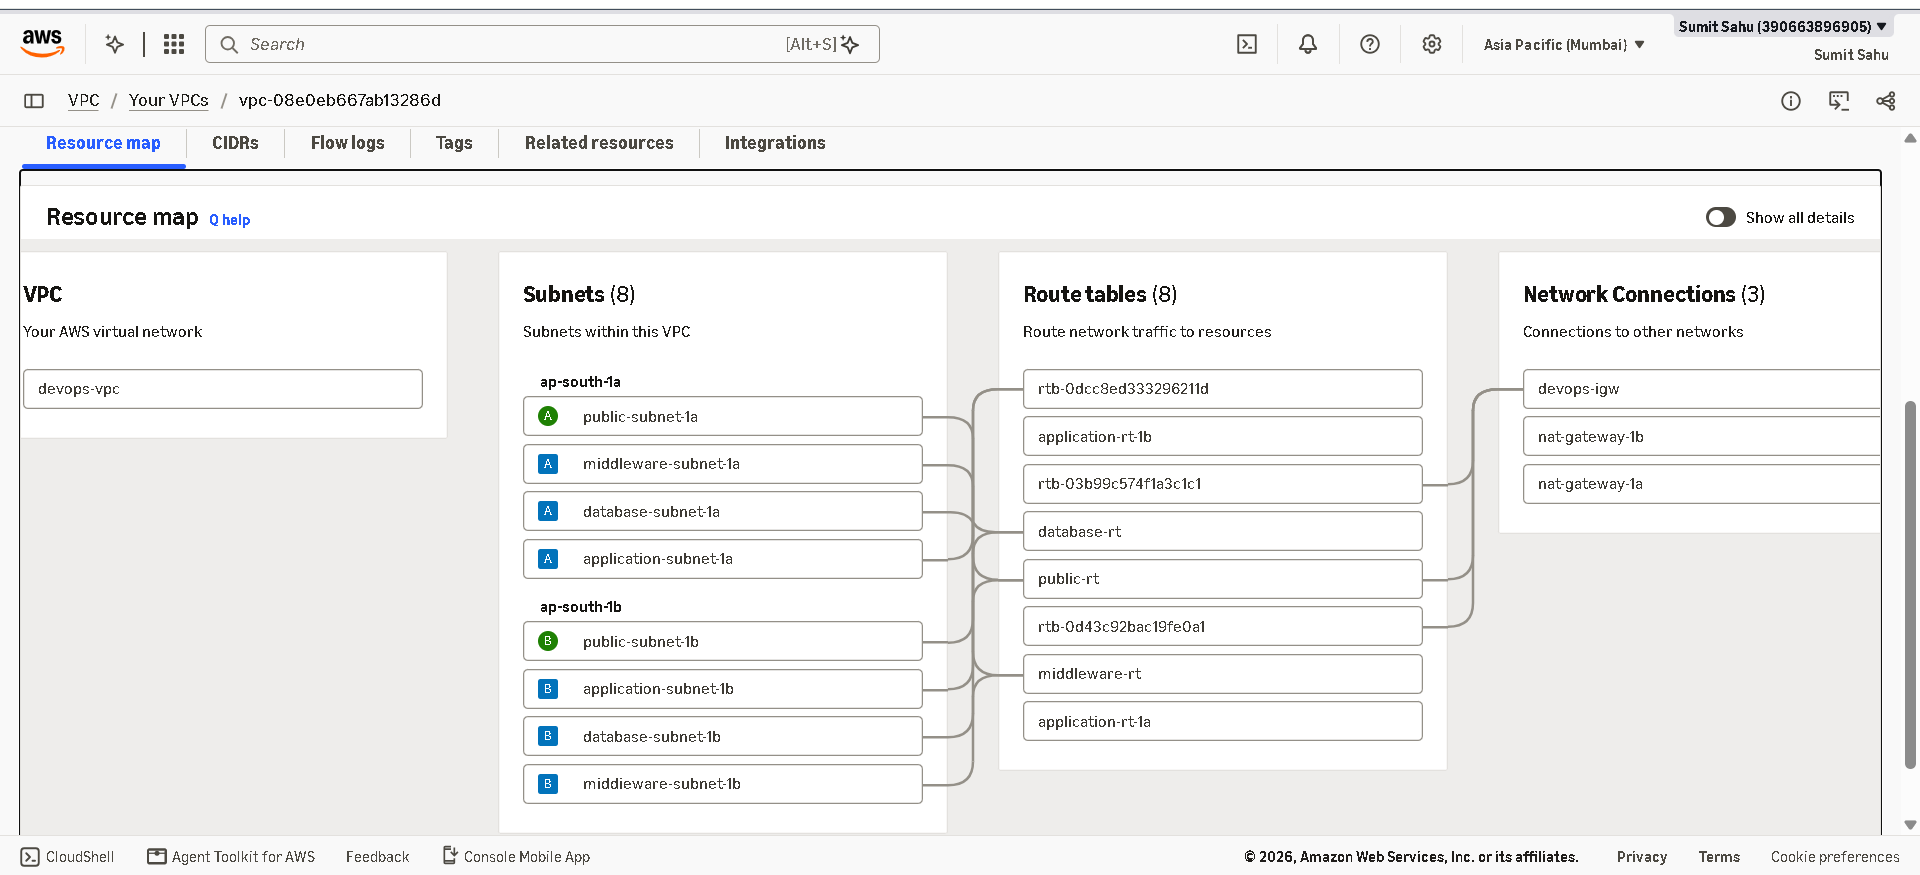 aws
Search [Alt+S]
Asia Pacific (Mumbai) ▼
Sumit Sahu (390663896905) ▼
Sumit Sahu
VPC / Your VPCs / vpc-08e0eb667ab13286d
Resource map
CIDRs
Flow logs
Tags
Related resources
Integrations
Resource map Q help
Show all details
VPC
Your AWS virtual network
devops-vpc
Subnets (8)
Subnets within this VPC
ap-south-1a
A public-subnet-1a
A middleware-subnet-1a
A database-subnet-1a
A application-subnet-1a
ap-south-1b
B public-subnet-1b
B application-subnet-1b
B database-subnet-1b
B middieware-subnet-1b
Route tables (8)
Route network traffic to resources
rtb-0dcc8ed333296211d
application-rt-1b
rtb-03b99c574f1a3c1c1
database-rt
public-rt
rtb-0d43c92bac19fe0a1
middleware-rt
application-rt-1a
Network Connections (3)
Connections to other networks
devops-igw
nat-gateway-1b
nat-gateway-1a
CloudShell
Agent Toolkit for AWS
Feedback
Console Mobile App
© 2026, Amazon Web Services, Inc. or its affiliates.
Privacy
Terms
Cookie preferences